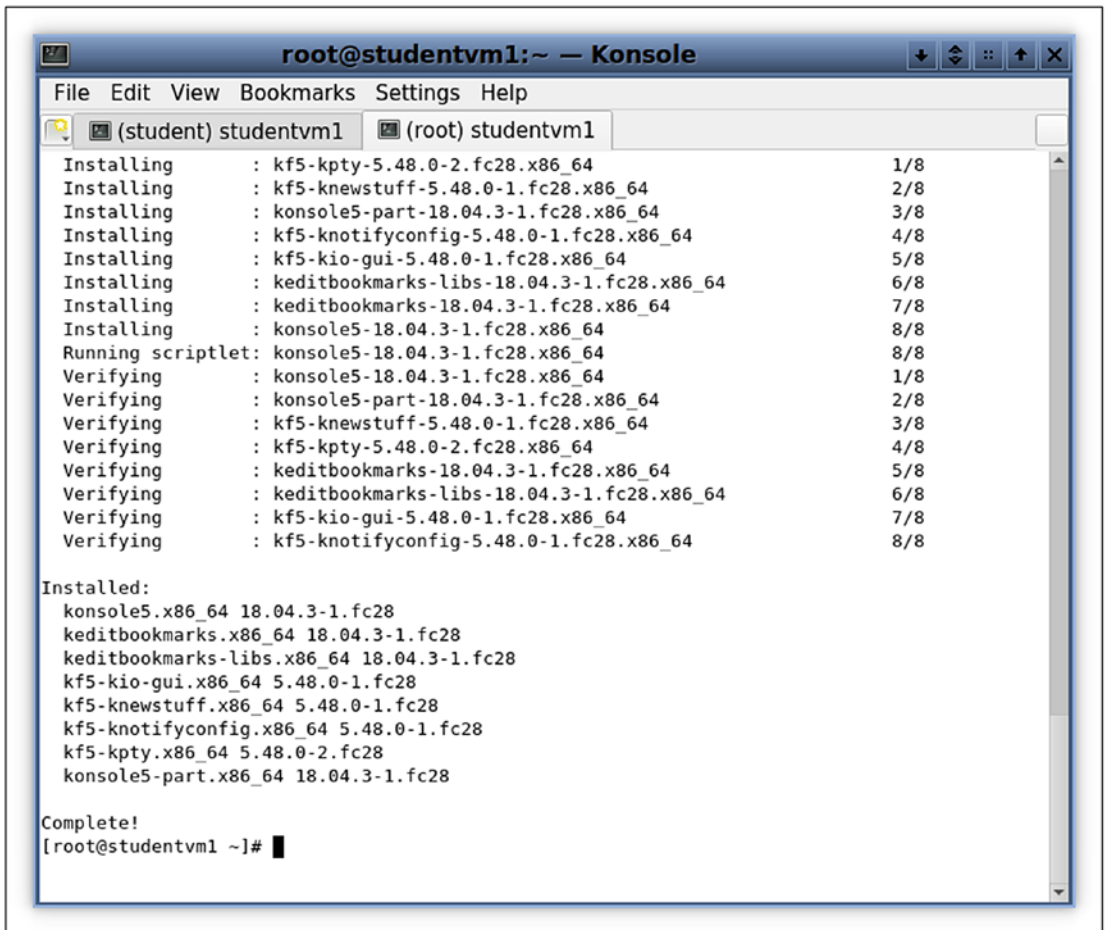 root@studentvm1:~ — Konsole
File Edit View Bookmarks Settings Help
(student) studentvm1 (root) studentvm1
Installing : kf5-kpty-5.48.0-2.fc28.x86_64 1/8
Installing : kf5-knewstuff-5.48.0-1.fc28.x86_64 2/8
Installing : konsole5-part-18.04.3-1.fc28.x86_64 3/8
Installing : kf5-knotifyconfig-5.48.0-1.fc28.x86_64 4/8
Installing : kf5-kio-gui-5.48.0-1.fc28.x86_64 5/8
Installing : keditbookmarks-libs-18.04.3-1.fc28.x86_64 6/8
Installing : keditbookmarks-18.04.3-1.fc28.x86_64 7/8
Installing : konsole5-18.04.3-1.fc28.x86_64 8/8
Running scriptlet: konsole5-18.04.3-1.fc28.x86_64 8/8
Verifying : konsole5-18.04.3-1.fc28.x86_64 1/8
Verifying : konsole5-part-18.04.3-1.fc28.x86_64 2/8
Verifying : kf5-knewstuff-5.48.0-1.fc28.x86_64 3/8
Verifying : kf5-kpty-5.48.0-2.fc28.x86_64 4/8
Verifying : keditbookmarks-18.04.3-1.fc28.x86_64 5/8
Verifying : keditbookmarks-libs-18.04.3-1.fc28.x86_64 6/8
Verifying : kf5-kio-gui-5.48.0-1.fc28.x86_64 7/8
Verifying : kf5-knotifyconfig-5.48.0-1.fc28.x86_64 8/8
Installed:
konsole5.x86_64 18.04.3-1.fc28
keditbookmarks.x86_64 18.04.3-1.fc28
keditbookmarks-libs.x86_64 18.04.3-1.fc28
kf5-kio-gui.x86_64 5.48.0-1.fc28
kf5-knewstuff.x86_64 5.48.0-1.fc28
kf5-knotifyconfig.x86_64 5.48.0-1.fc28
kf5-kpty.x86_64 5.48.0-2.fc28
konsole5-part.x86_64 18.04.3-1.fc28
Complete!
[root@studentvm1 ~]#